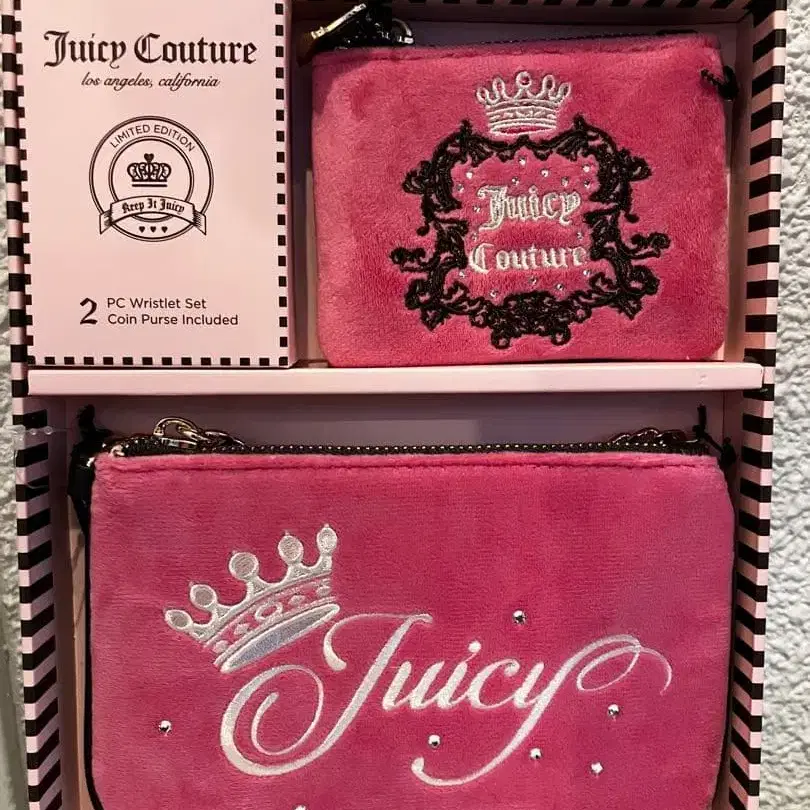 Juicy Couture
los angeles, california
LIMITED EDITION
Keep It Juicy
2 PC Wristlet Set
Coin Purse Included
Juicy
Couture
Juicy